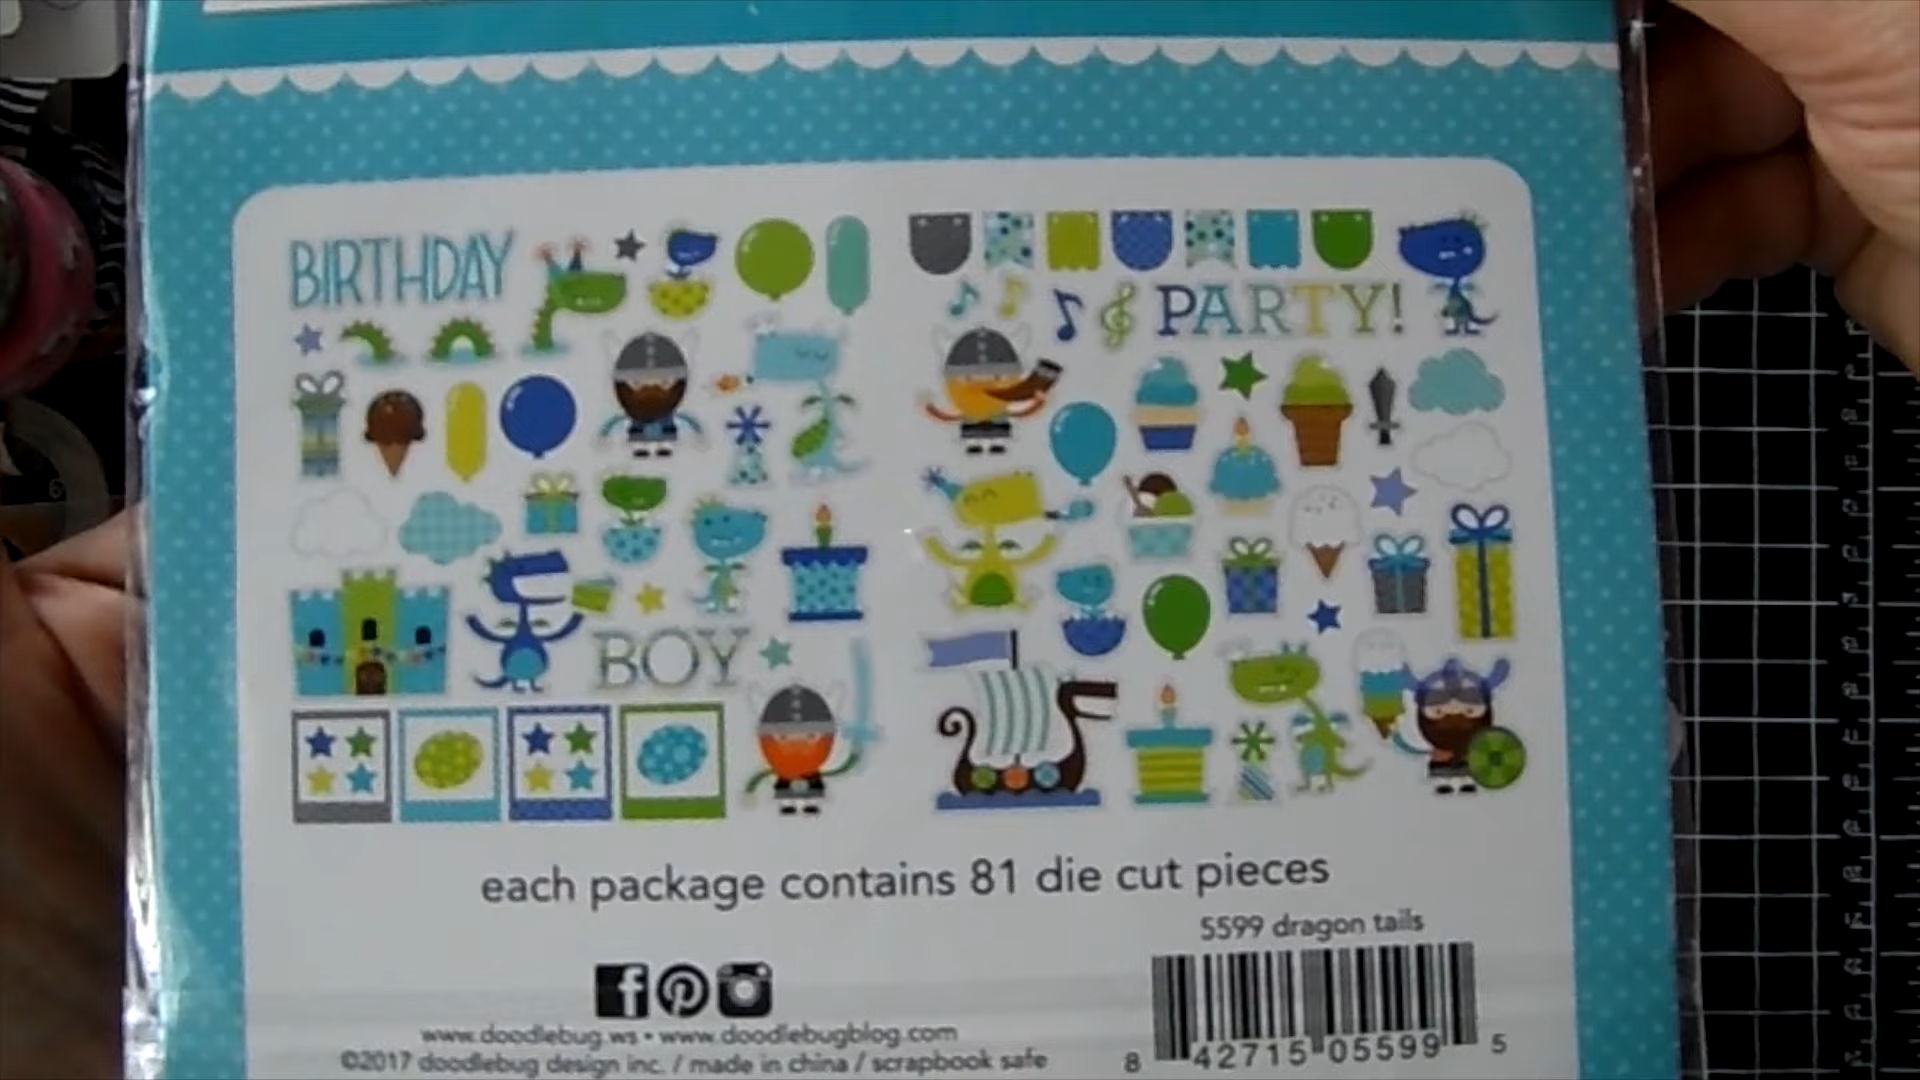 BIRTHDAY
PARTY!
BOY
each package contains 81 die cut pieces
5599 dragon tails
www.doodlebug.ws • www.doodlebugblog.com
©2017 doodlebug design inc. / made in china / scrapbook safe
8 42715 05599 5